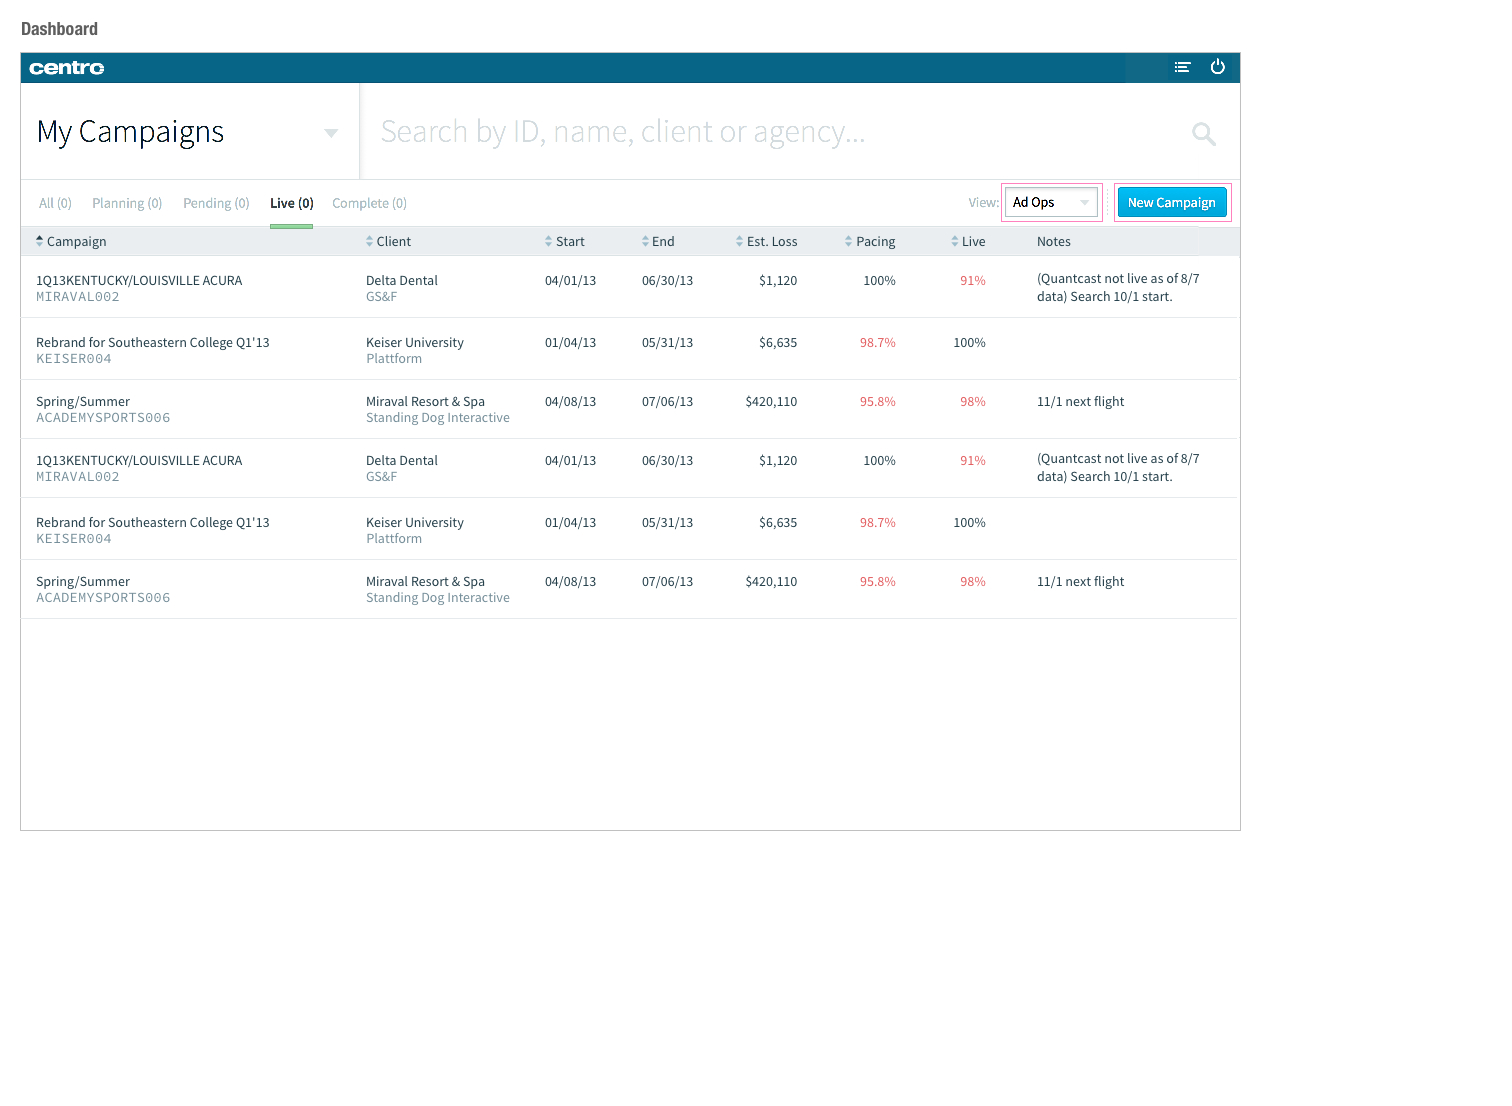 Dashboard
centro
My Campaigns
Search by ID, name, client or agency...
All (0) Planning (0) Pending (0) Live (0) Complete (0) View: Ad Ops New Campaign
Campaign Client Start End Est. Loss Pacing Live Notes
1Q13KENTUCKY/LOUISVILLE ACURA Delta Dental 04/01/13 06/30/13 $1,120 100% 91% (Quantcast not live as of 8/7
MIRAVAL002 GS&F data) Search 10/1 start.
Rebrand for Southeastern College Q1'13 Keiser University 01/04/13 05/31/13 $6,635 98.7% 100%
KEISER004 Plattform
Spring/Summer Miraval Resort & Spa 04/08/13 07/06/13 $420,110 95.8% 98% 11/1 next flight
ACADEMYSPORTS006 Standing Dog Interactive
1Q13KENTUCKY/LOUISVILLE ACURA Delta Dental 04/01/13 06/30/13 $1,120 100% 91% (Quantcast not live as of 8/7
MIRAVAL002 GS&F data) Search 10/1 start.
Rebrand for Southeastern College Q1'13 Keiser University 01/04/13 05/31/13 $6,635 98.7% 100%
KEISER004 Plattform
Spring/Summer Miraval Resort & Spa 04/08/13 07/06/13 $420,110 95.8% 98% 11/1 next flight
ACADEMYSPORTS006 Standing Dog Interactive